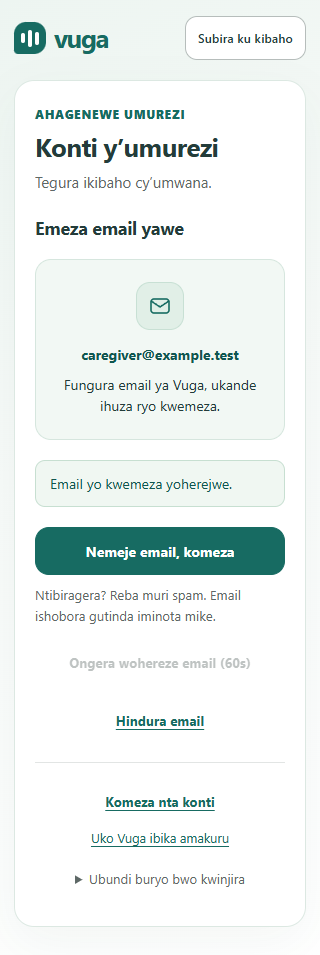 vuga
Subira ku kibaho
AHAGENEWE UMUREZI
Konti y’umurezi
Tegura ikibaho cy’umwana.
Emeza email yawe
caregiver@example.test
Fungura email ya Vuga, ukande
ihuza ryo kwemeza.
Email yo kwemeza yoherejwe.
Nemeje email, komeza
Ntibiragera? Reba muri spam. Email
ishobora gutinda iminota mike.
Ongera wohereze email (60s)
Hindura email
Komeza nta konti
Uko Vuga ibika amakuru
Ubundi buryo bwo kwinjira